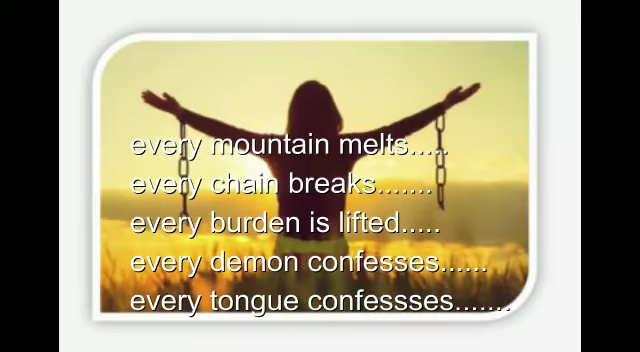 every mountain melts.....
every chain breaks.......
every burden is lifted.....
every demon confesses......
every tongue confessses.......